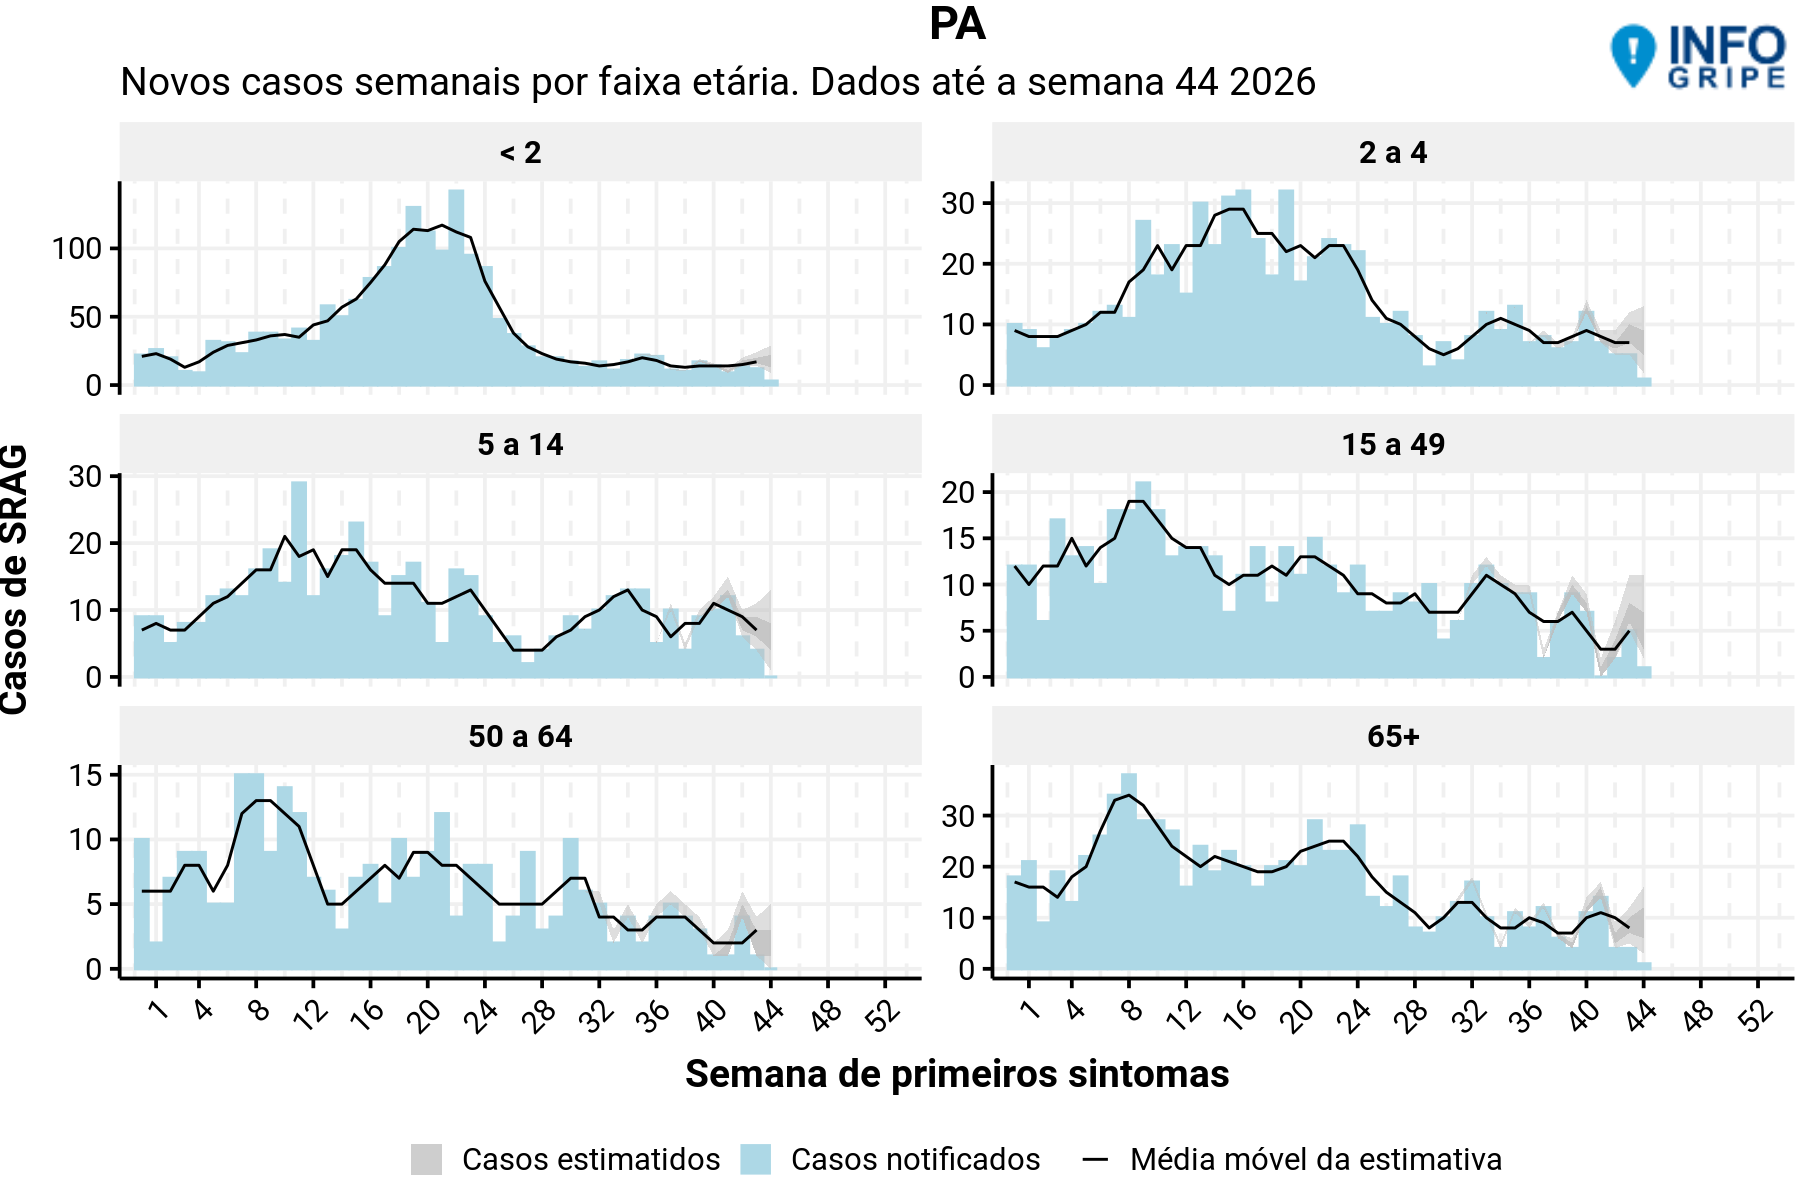 PA
INFO
GRIPE
Novos casos semanais por faixa etária. Dados até a semana 44 2026
< 2
2 a 4
100
50
0
30
20
10
0
5 a 14
15 a 49
30
20
10
0
20
15
10
5
0
50 a 64
65+
15
10
5
0
30
20
10
0
Casos de SRAG
1 4 8 12 16 20 24 28 32 36 40 44 48 52
1 4 8 12 16 20 24 28 32 36 40 44 48 52
Semana de primeiros sintomas
Casos estimatidos Casos notificados Média móvel da estimativa